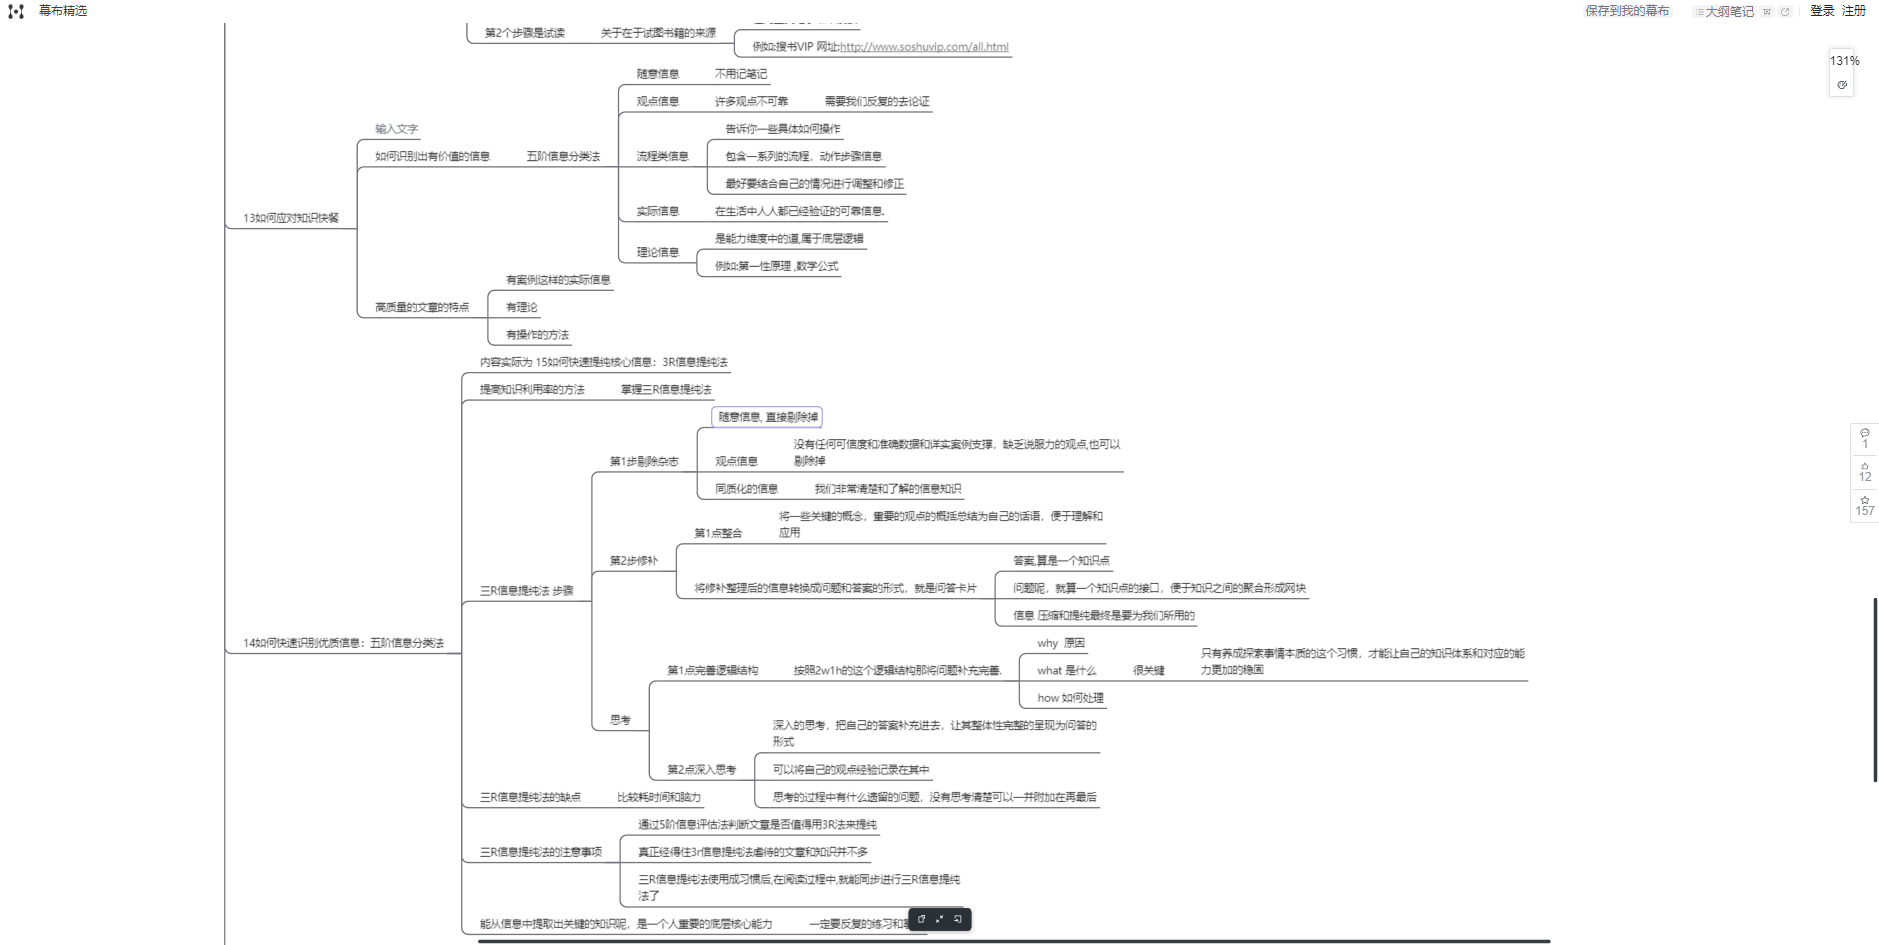 幕布精选
保存到我的幕布
大纲笔记
登录 注册
131%
第2个步骤是试读
关于在于试图书籍的来源
例如:搜书VIP 网址:http://www.soshuvip.com/all.html
13如何应对知识快餐
输入文字
如何识别出有价值的信息
五阶信息分类法
随意信息
不用记笔记
观点信息
许多观点不可靠
需要我们反复的去论证
流程类信息
告诉你一些具体如何操作
包含一系列的流程，动作步骤信息
最好要结合自己的情况进行调整和修正
实际信息
在生活中人人都已经验证的可靠信息.
理论信息
是能力维度中的道,属于底层逻辑
例如:第一性原理 ,数学公式
高质量的文章的特点
有案例这样的实际信息
有理论
有操作的方法
14如何快速识别优质信息：五阶信息分类法
内容实际为 15如何快速提纯核心信息：3R信息提纯法
提高知识利用率的方法
掌握三R信息提纯法
三R信息提纯法 步骤
第1步剔除杂志
随意信息, 直接剔除掉
观点信息
没有任何可信度和准确数据和详实案例支撑，缺乏说服力的观点,也可以
剔除掉
同质化的信息
我们非常清楚和了解的信息知识
第2步修补
第1点整合
将一些关键的概念，重要的观点的概括总结为自己的话语，便于理解和
应用
将修补整理后的信息转换成问题和答案的形式，就是问答卡片
答案,算是一个知识点
问题呢，就算一个知识点的接口，便于知识之间的聚合形成网块
信息 压缩和提纯最终是要为我们所用的
思考
第1点完善逻辑结构
按照2w1h的这个逻辑结构那将问题补充完善.
why 原因
what 是什么
很关键
只有养成探索事情本质的这个习惯，才能让自己的知识体系和对应的能
力更加的稳固
how 如何处理
第2点深入思考
深入的思考，把自己的答案补充进去，让其整体性完整的呈现为问答的
形式
可以将自己的观点经验记录在其中
思考的过程中有什么遗留的问题，没有思考清楚可以一并附加在再最后
三R信息提纯法的缺点
比较耗时间和脑力
三R信息提纯法的注意事项
通过5阶信息评估法判断文章是否值得用3R法来提纯
真正经得住3r信息提纯法虐待的文章和知识并不多
三R信息提纯法使用成习惯后,在阅读过程中,就能同步进行三R信息提纯
法了
能从信息中提取出关键的知识呢，是一个人重要的底层核心能力
一定要反复的练习和
1
12
157